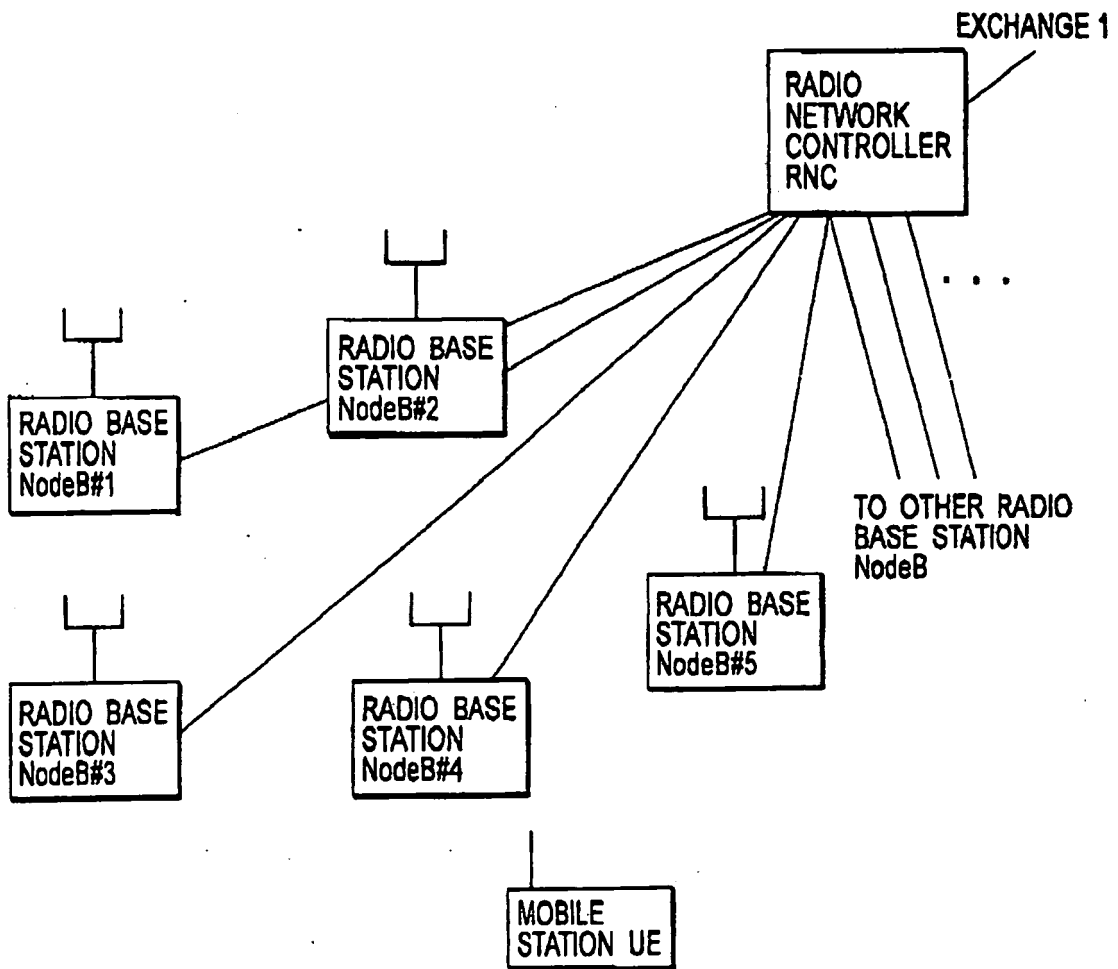 EXCHANGE 1
RADIO
NETWORK
CONTROLLER
RNC
. . .
RADIO BASE
STATION
NodeB#2
RADIO BASE
STATION
NodeB#1
TO OTHER RADIO
BASE STATION
NodeB
RADIO BASE
STATION
NodeB#5
RADIO BASE
STATION
NodeB#3
RADIO BASE
STATION
NodeB#4
MOBILE
STATION UE